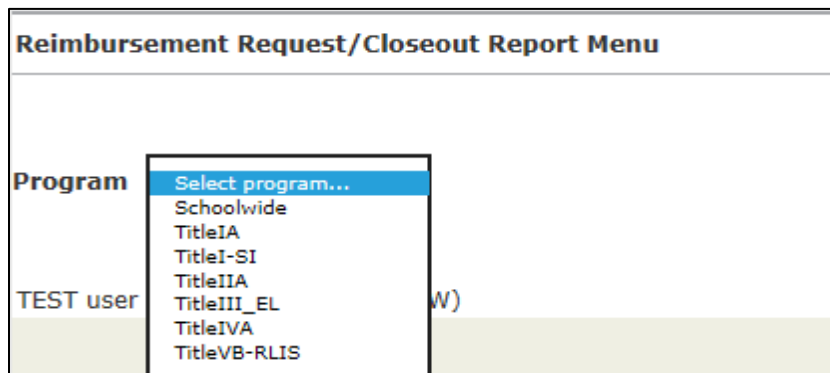 Reimbursement Request/Closeout Report Menu
Program
Select program...
Schoolwide
TitleIA
TitleI-SI
TitleIIA
TEST user TitleIII_EL W)
TitleIVA
TitleVB-RLIS